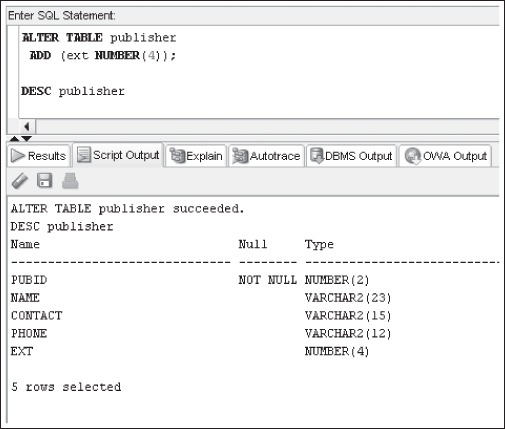 Enter SQL Statement:
ALTER TABLE publisher
ADD (ext NUMBER(4));
DESC publisher
Results Script Output Explain Autotrace DBMS Output OWA Output
ALTER TABLE publisher succeeded.
DESC publisher
Name Null Type
------------------------------ -------- --------------------------
PUBID NOT NULL NUMBER(2)
NAME VARCHAR2(23)
CONTACT VARCHAR2(15)
PHONE VARCHAR2(12)
EXT NUMBER(4)
5 rows selected